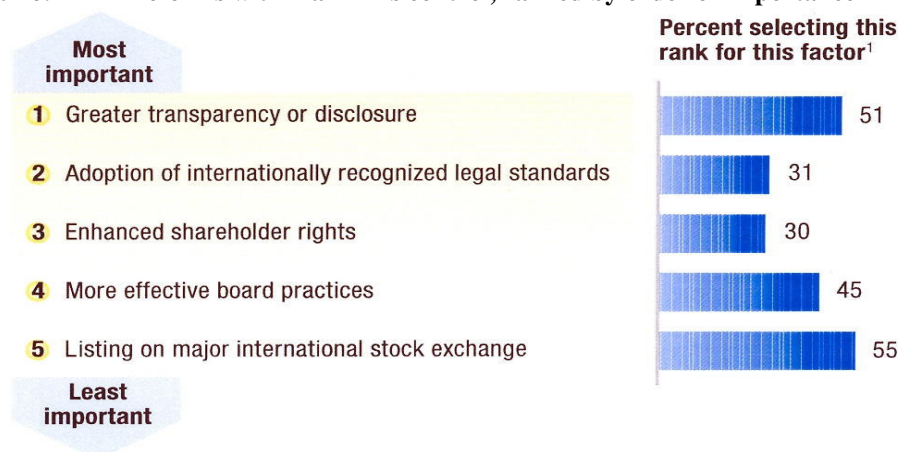 Percent selecting this
rank for this factor¹
Most
important
1 Greater transparency or disclosure 51
2 Adoption of internationally recognized legal standards 31
3 Enhanced shareholder rights 30
4 More effective board practices 45
5 Listing on major international stock exchange 55
Least
important